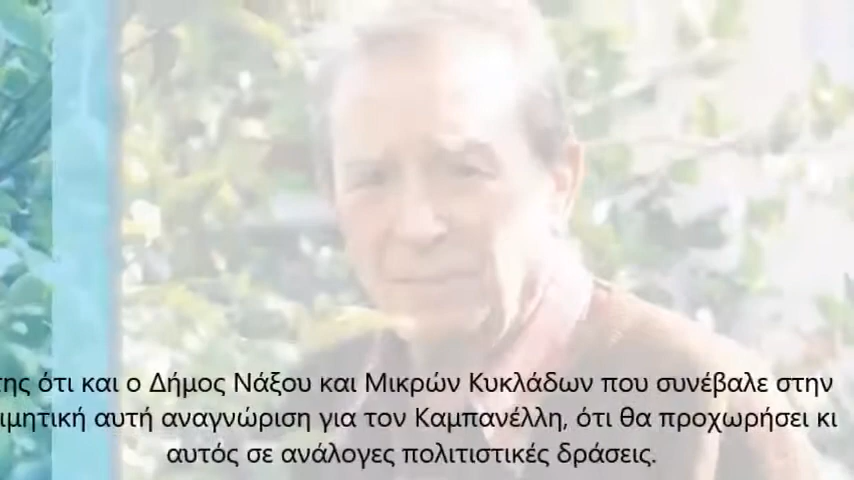 ότι και ο Δήμος Νάξου και Μικρών Κυκλάδων που συνέβαλε στην
αυτή αναγνώριση για τον Καμπανέλλη, ότι θα προχωρήσει κι
αυτός σε ανάλογες πολιτιστικές δράσεις.